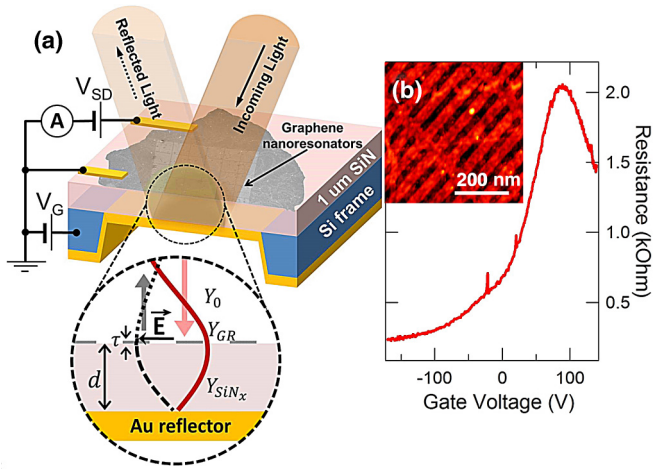 (a)
Reflected Light
Incoming Light
V_SD
A
Graphene
nanoresonators
1 um SiN
Si frame
V_G
Y_0
E
Y_GR
τ
d
Y_SiN_x
Au reflector
(b)
200 nm
2.0
1.5
1.0
0.5
Resistance (kOhm)
-100
0
100
Gate Voltage (V)